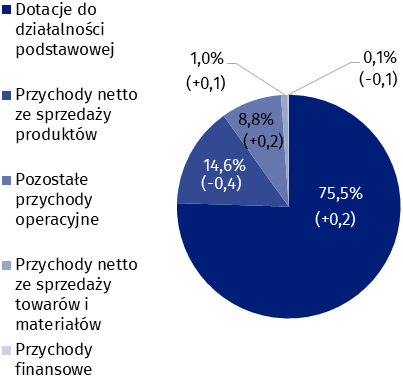 Dotacje do
działalności
podstawowej
Przychody netto
ze sprzedaży
produktów
Pozostałe
przychody
operacyjne
Przychody netto
ze sprzedaży
towarów i
materiałów
Przychody
finansowe
1,0%
(+0,1)
0,1%
(-0,1)
8,8%
(+0,2)
14,6%
(-0,4)
75,5%
(+0,2)